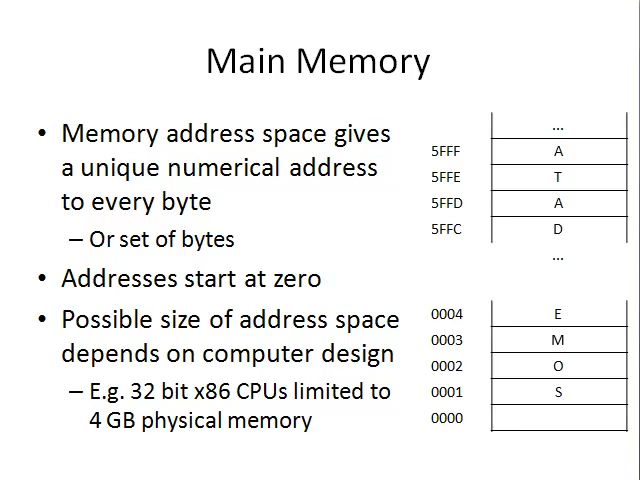 Main Memory
• Memory address space gives
a unique numerical address
to every byte
– Or set of bytes
• Addresses start at zero
• Possible size of address space
depends on computer design
– E.g. 32 bit x86 CPUs limited to
4 GB physical memory
...
5FFF A
5FFE T
5FFD A
5FFC D
...
0004 E
0003 M
0002 O
0001 S
0000